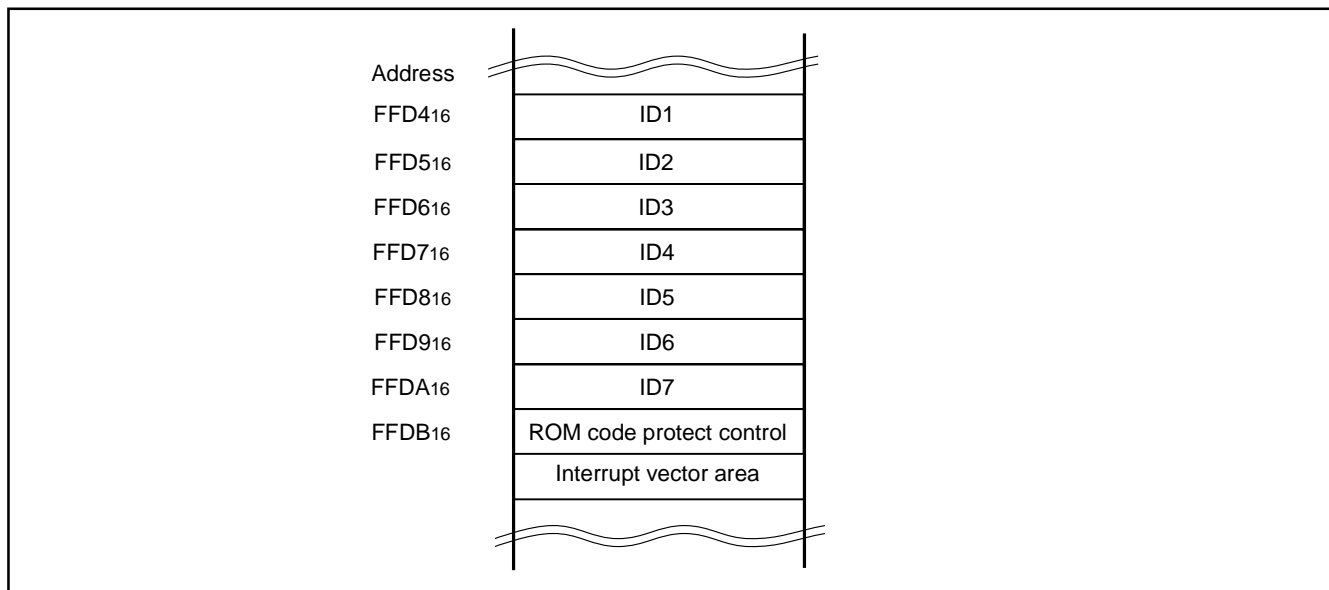 Address
FFD416 ID1
FFD516 ID2
FFD616 ID3
FFD716 ID4
FFD816 ID5
FFD916 ID6
FFDA16 ID7
FFDB16 ROM code protect control
Interrupt vector area